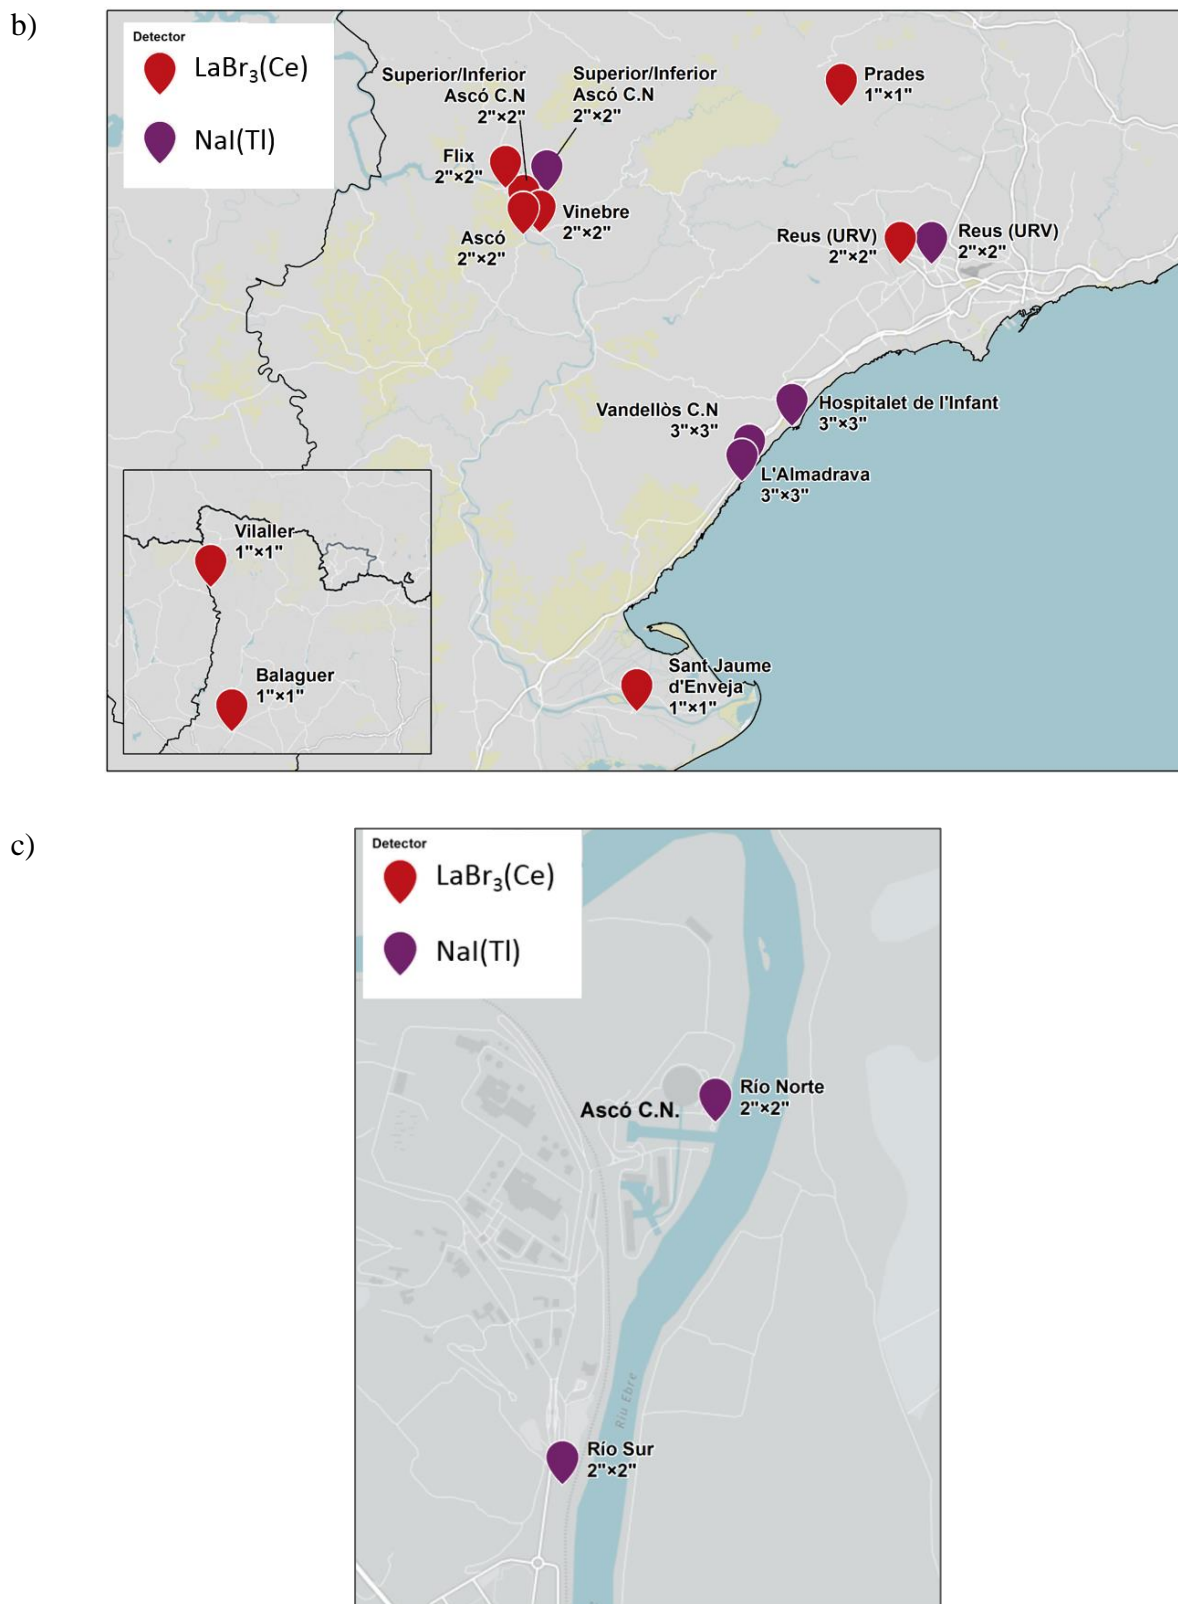 b)
Detector
LaBr₃(Ce)
NaI(Tl)
Superior/Inferior
Ascó C.N
2"×2"
Superior/Inferior
Ascó C.N
2"×2"
Prades
1"×1"
Flix
2"×2"
Vinebre
2"×2"
Ascó
2"×2"
Reus (URV)
2"×2"
Reus (URV)
2"×2"
Hospitalet de l'Infant
3"×3"
Vandellòs C.N
3"×3"
L'Almadrava
3"×3"
Vilaller
1"×1"
Balaguer
1"×1"
Sant Jaume
d'Enveja
1"×1"
c)
Detector
LaBr₃(Ce)
NaI(Tl)
Río Norte
2"×2"
Ascó C.N.
Riu Ebre
Río Sur
2"×2"